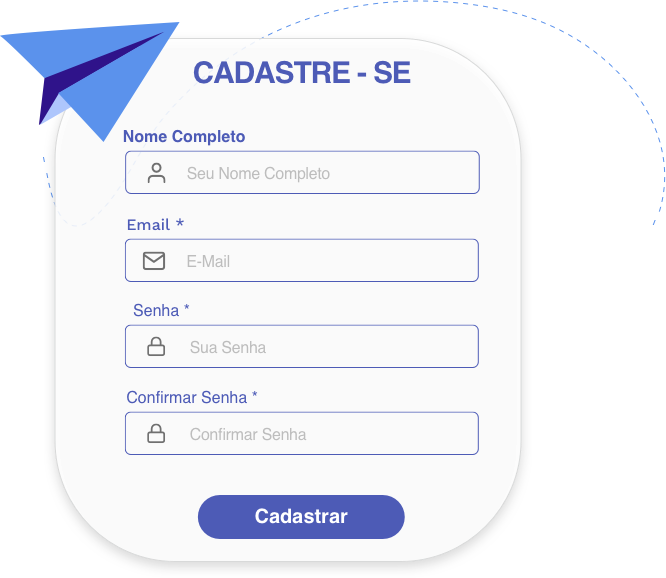 CADASTRE - SE
Nome Completo
Seu Nome Completo
Email *
E-Mail
Senha *
Sua Senha
Confirmar Senha *
Confirmar Senha
Cadastrar